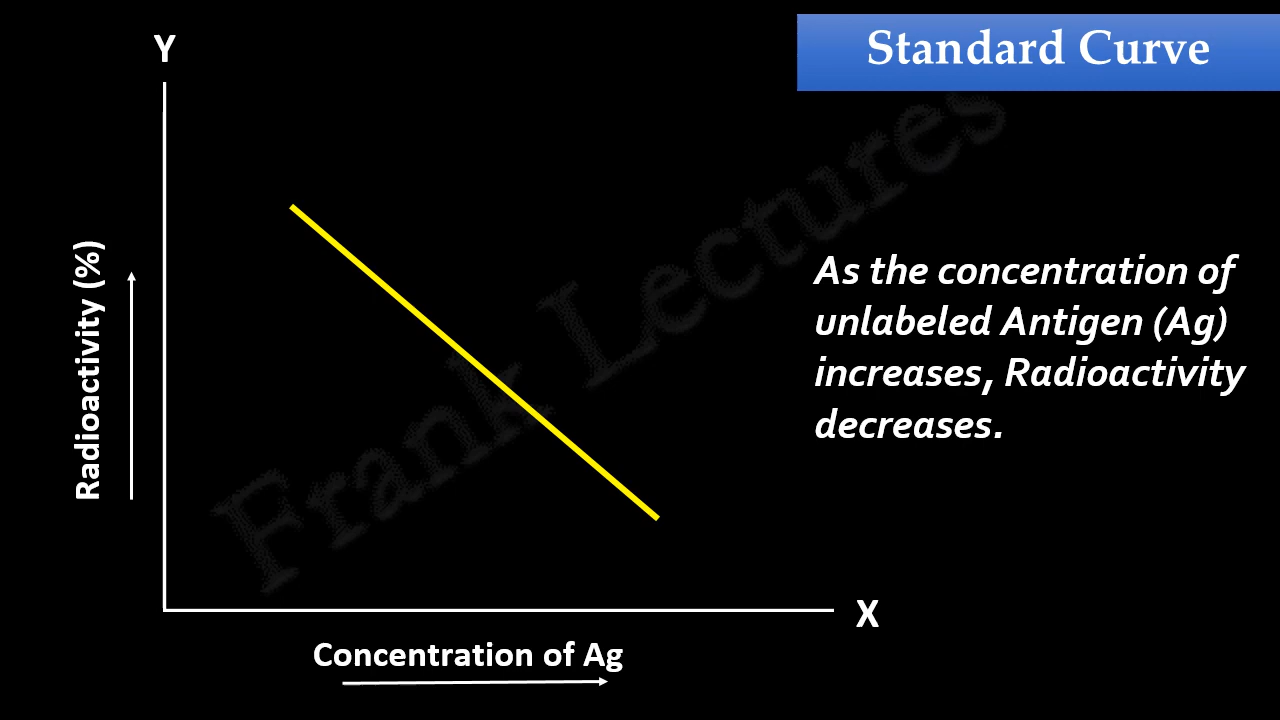 Standard Curve
Y
Radioactivity (%)
As the concentration of
unlabeled Antigen (Ag)
increases, Radioactivity
decreases.
X
Concentration of Ag
Frank Lectures